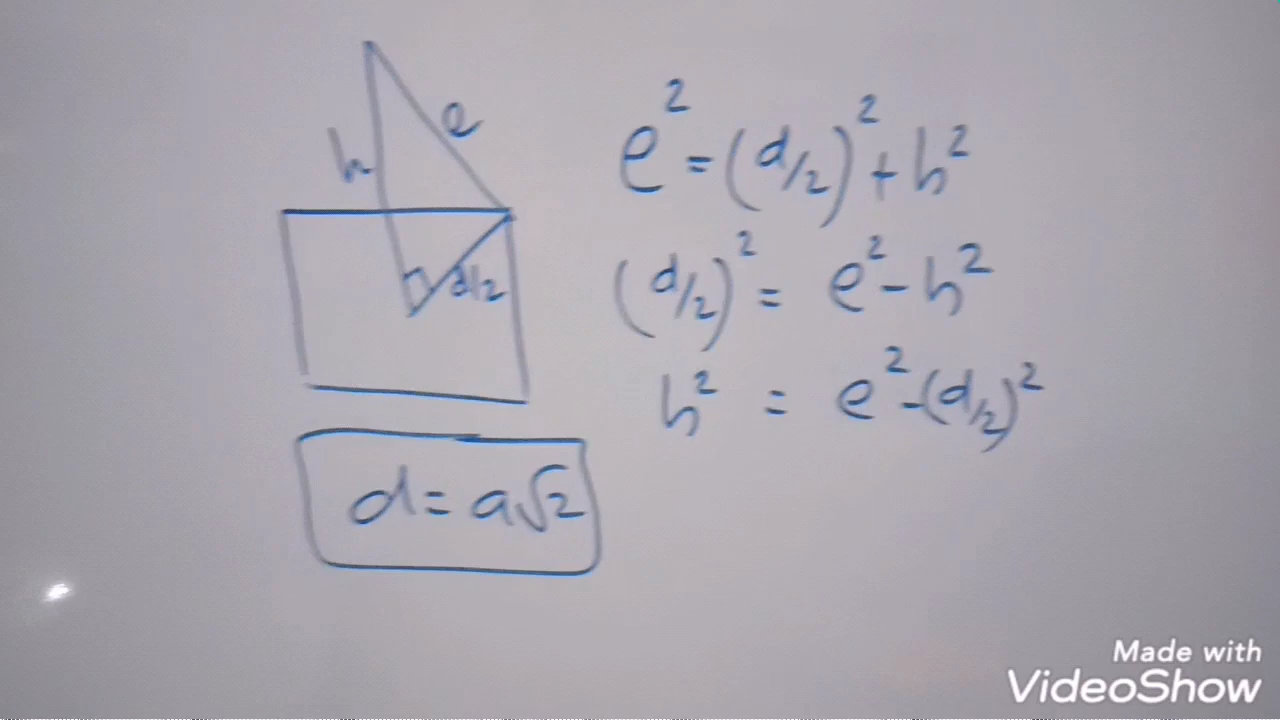 h
e
d/2
e² = (d/2)² + h²
(d/2)² = e² - h²
h² = e² - (d/2)²
d = a√2
Made with
VideoShow